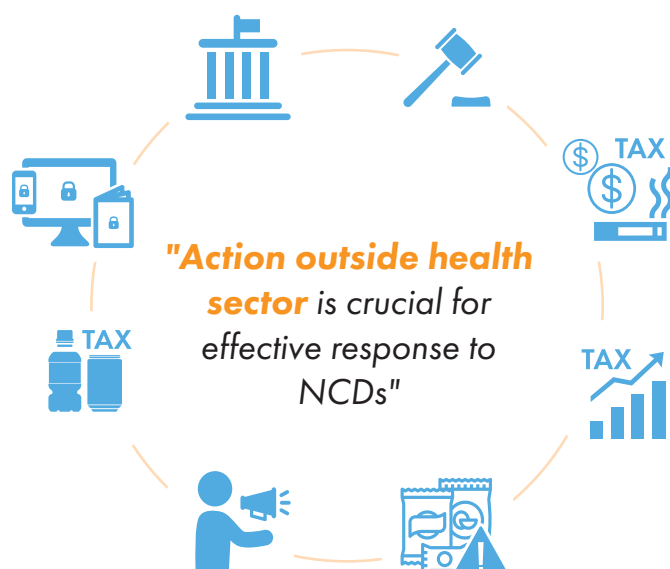 $
$
TAX
"Action outside health
sector is crucial for
effective response to
NCDs"
TAX
TAX
!